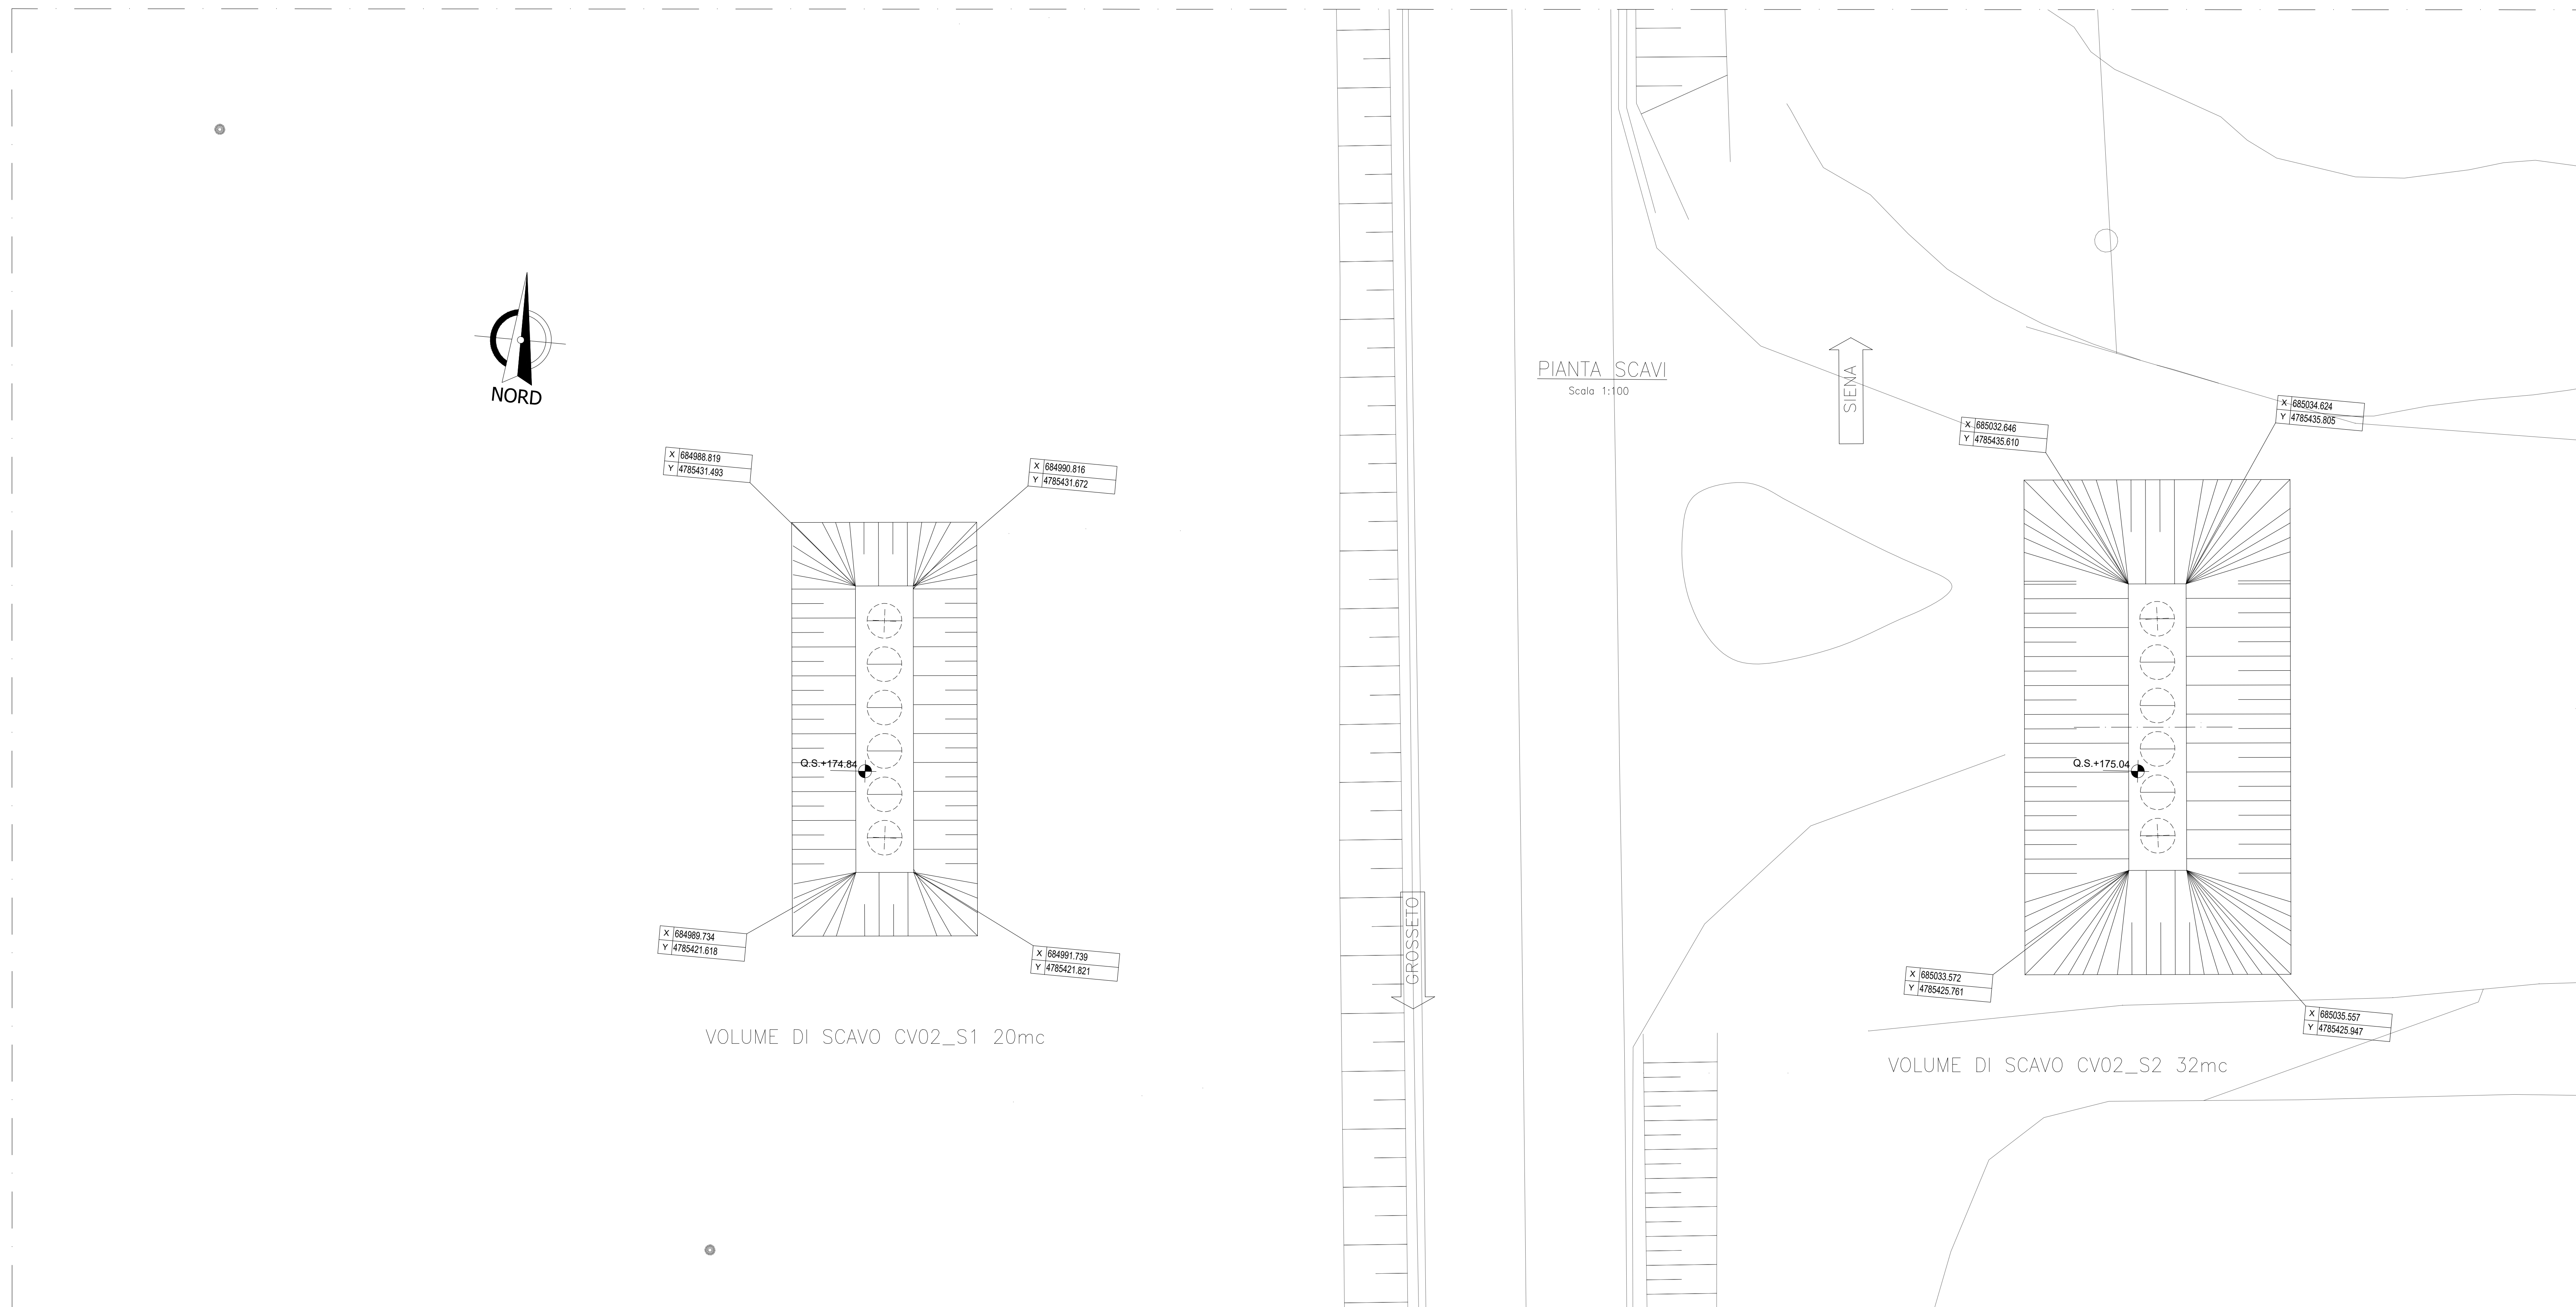 NORD
PIANTA SCAVI
Scala 1:100
SIENA
X 684988.819
Y 4785431.493
X 684990.816
Y 4785431.672
X 685032.646
Y 4785435.610
X 685034.624
Y 4785435.805
Q.S.+174.84
Q.S.+175.04
GROSSETO
X 684989.734
Y 4785421.618
X 684991.739
Y 4785421.821
X 685033.572
Y 4785425.761
X 685035.557
Y 4785425.947
VOLUME DI SCAVO CV02_S1 20mc
VOLUME DI SCAVO CV02_S2 32mc